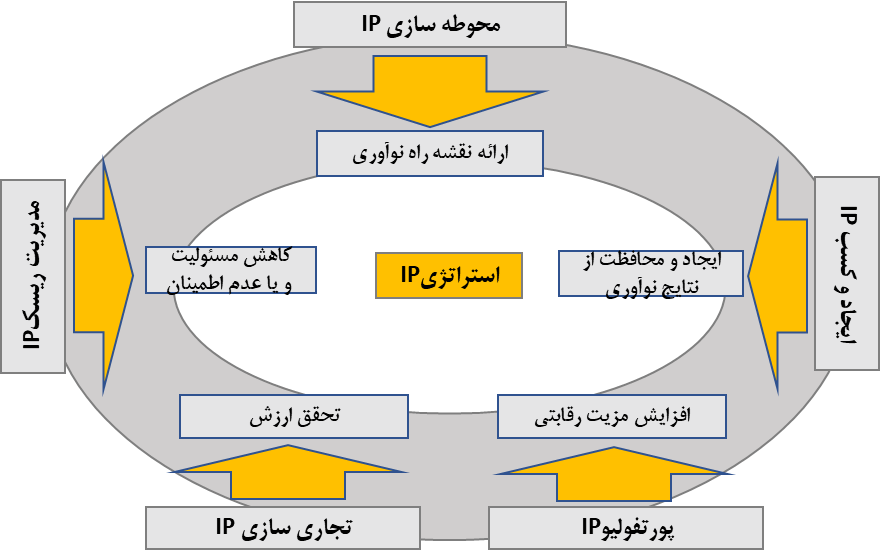 محوطه سازی IP
ارائه نقشه راه نوآوری
ایجاد و کسب IP
ایجاد و محافظت از
نتایج نوآوری
استراتژیIP
کاهش مسئولیت
و یا عدم اطمینان
مدیریت ریسکIP
افزایش مزیت رقابتی
تحقق ارزش
پورتفولیوIP
تجاری سازی IP